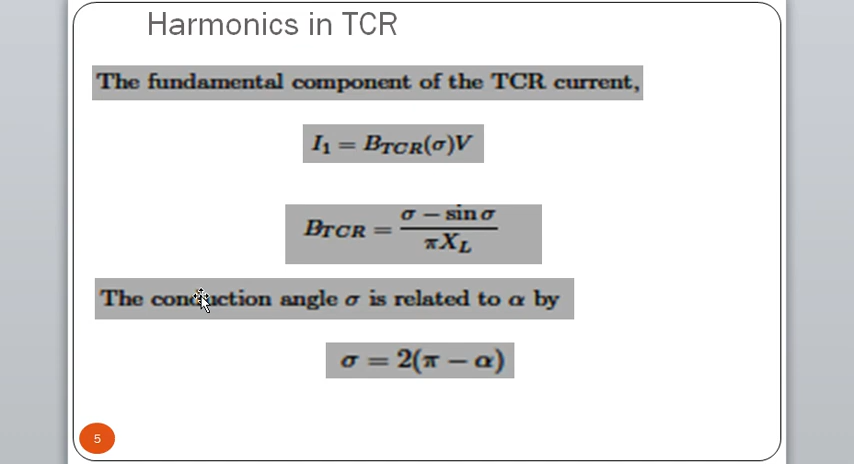 Harmonics in TCR
The fundamental component of the TCR current,
I₁ = B_TCR(σ)V
B_TCR = (σ − sin σ) / (πX_L)
The conduction angle σ is related to α by
σ = 2(π − α)
5